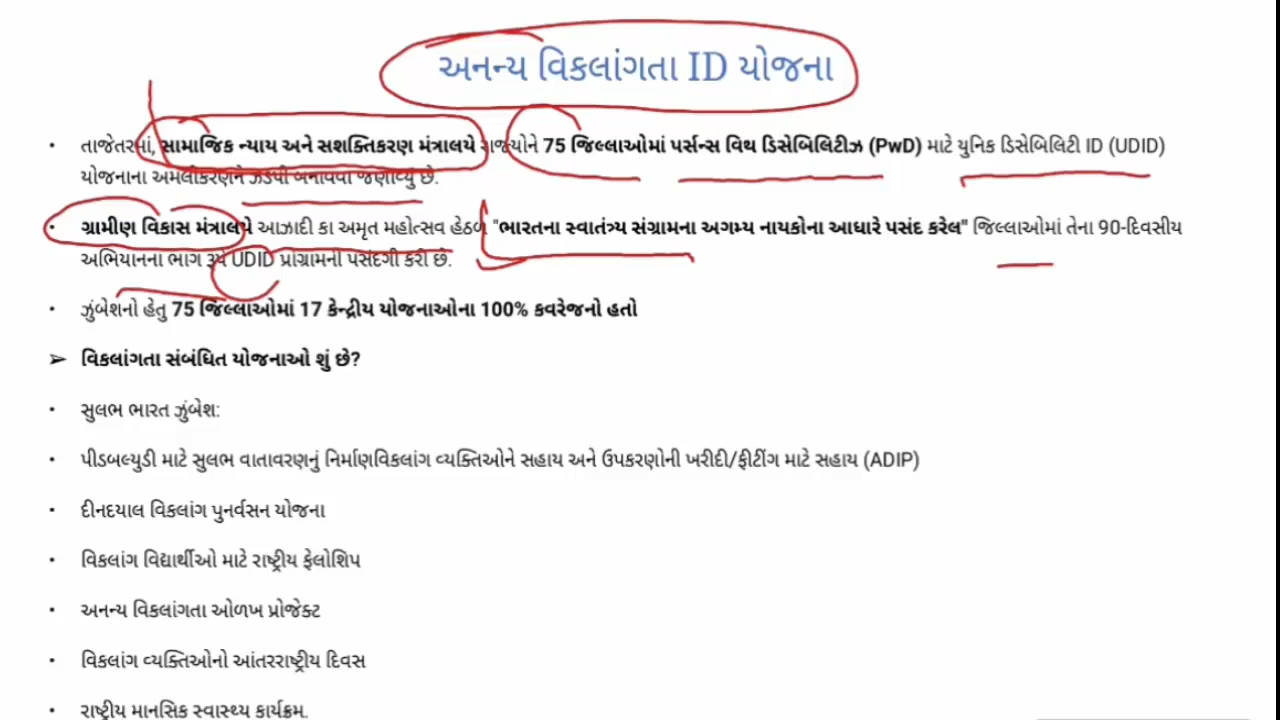 અનન્ય વિકલાંગતા ID યોજના
• તાજેતરમાં, સામાજિક ન્યાય અને સશક્તિકરણ મંત્રાલયે રાજ્યોને 75 જિલ્લાઓમાં પર્સન્સ વિથ ડિસેબિલિટીઝ (PwD) માટે યુનિક ડિસેબિલિટી ID (UDID)
યોજનાના અમલીકરણને ઝડપી બનાવવા જણાવ્યું છે.
• ગ્રામીણ વિકાસ મંત્રાલયે આઝાદી કા અમૃત મહોત્સવ હેઠળ "ભારતના સ્વાતંત્ર્ય સંગ્રામના અગમ્ય નાયકોના આધારે પસંદ કરેલ" જિલ્લાઓમાં તેના 90-દિવસીય
અભિયાનના ભાગ રૂપે UDID પ્રોગ્રામની પસંદગી કરી છે.
• ઝુંબેશનો હેતુ 75 જિલ્લાઓમાં 17 કેન્દ્રીય યોજનાઓના 100% કવરેજનો હતો
➢ વિકલાંગતા સંબંધિત યોજનાઓ શું છે?
• સુલભ ભારત ઝુંબેશ:
• પીડબલ્યુડી માટે સુલભ વાતાવરણનું નિર્માણવિકલાંગ વ્યક્તિઓને સહાય અને ઉપકરણોની ખરીદી/ફીટીંગ માટે સહાય (ADIP)
• દીનદયાલ વિકલાંગ પુનર્વસન યોજના
• વિકલાંગ વિદ્યાર્થીઓ માટે રાષ્ટ્રીય ફેલોશિપ
• અનન્ય વિકલાંગતા ઓળખ પ્રોજેક્ટ
• વિકલાંગ વ્યક્તિઓનો આંતરરાષ્ટ્રીય દિવસ
• રાષ્ટ્રીય માનસિક સ્વાસ્થ્ય કાર્યક્રમ.